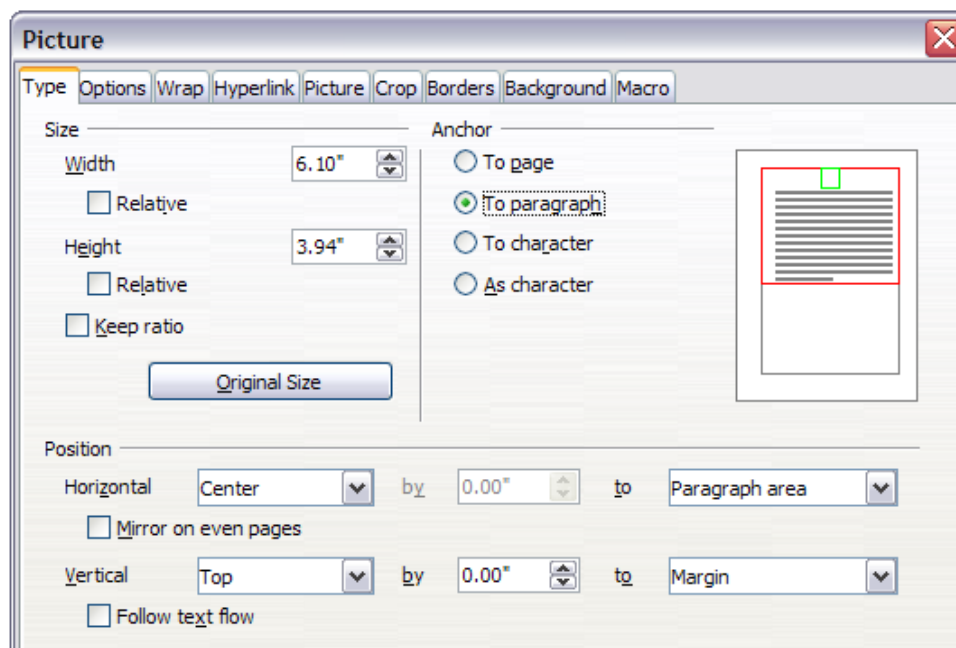 Picture
Type Options Wrap Hyperlink Picture Crop Borders Background Macro
Size
Width 6.10"
Relative
Height 3.94"
Relative
Keep ratio
Original Size
Anchor
To page
To paragraph
To character
As character
Position
Horizontal Center by 0.00" to Paragraph area
Mirror on even pages
Vertical Top by 0.00" to Margin
Follow text flow